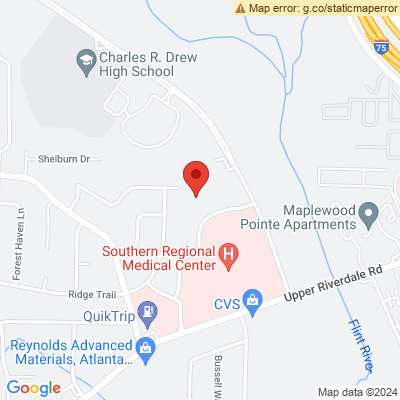 Map error: g.co/staticmaperror
Charles R. Drew
High School
75
Shelburn Dr
Forest Haven Ln
Maplewood
Pointe Apartments
Southern Regional
Medical Center
H
Ridge Trail
Upper Riverdale Rd
CVS
QuikTrip
Flint River
Reynolds Advanced
Materials, Atlanta...
Bussell Wa
Google
Map data ©2024